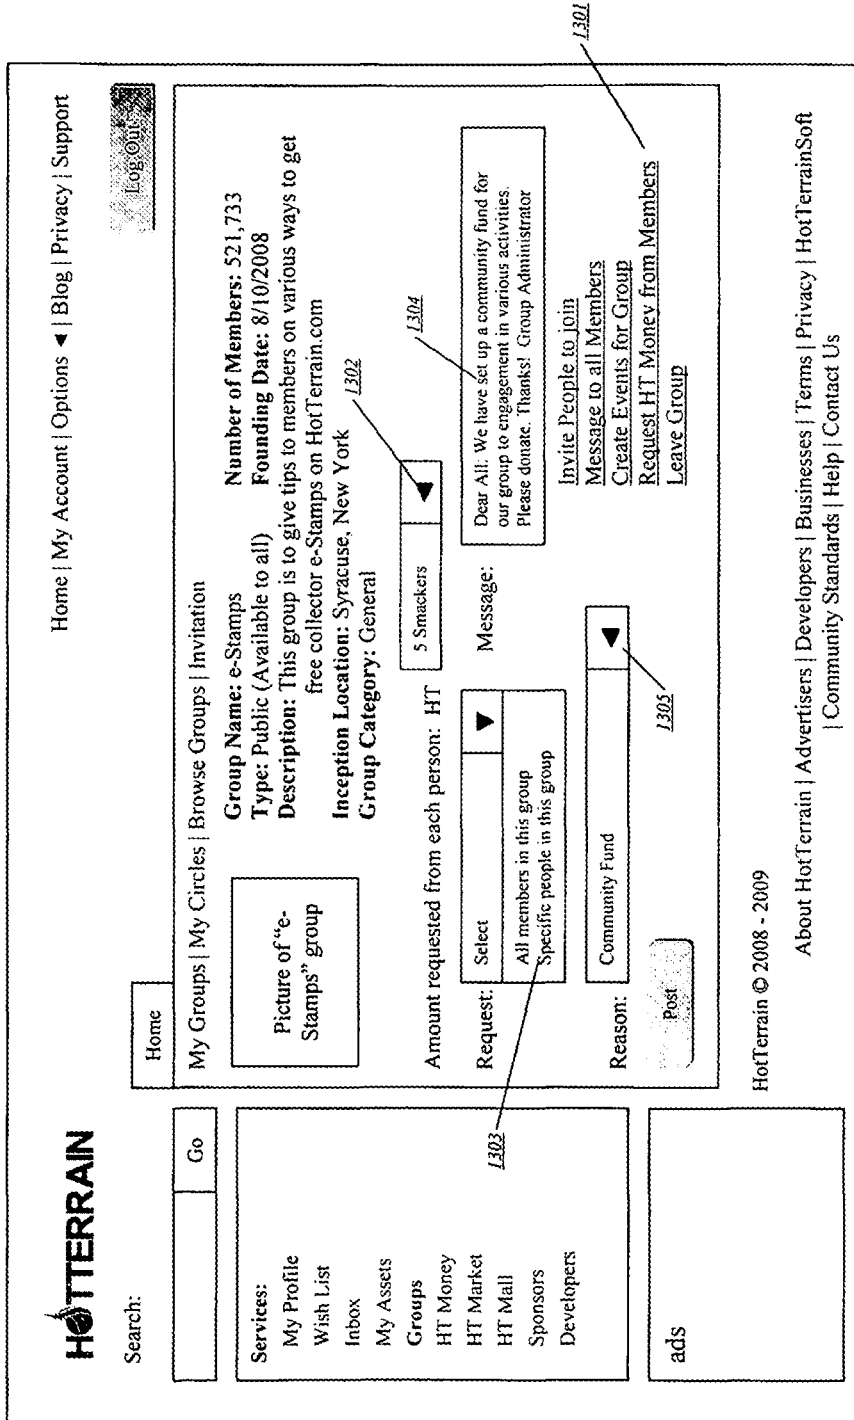 HOTTERRAIN
Home | My Account | Options ◄ | Blog | Privacy | Support
Search:
Go
Log Out
Home
My Groups | My Circles | Browse Groups | Invitation
Services:
My Profile
Wish List
Inbox
My Assets
Groups
HT Money
HT Market
HT Mall
Sponsors
Developers
ads
Picture of “e-
Stamps” group
Group Name: e-Stamps
Number of Members: 521,733
Type: Public (Available to all)
Founding Date: 8/10/2008
Description: This group is to give tips to members on various ways to get
free collector e-Stamps on HotTerrain.com
Inception Location: Syracuse, New York
Group Category: General
1302
Amount requested from each person: HT
5 Smackers
1304
Request:
Select
All members in this group
Specific people in this group
1303
Message:
Dear All: We have set up a community fund for
our group to engagement in various activities.
Please donate. Thanks! Group Administrator
Invite People to join
Message to all Members
Create Events for Group
Request HT Money from Members
Leave Group
1301
Reason:
Community Fund
1305
Post
HotTerrain © 2008 - 2009
About HotTerrain | Advertisers | Developers | Businesses | Terms | Privacy | HotTerrainSoft
| Community Standards | Help | Contact Us